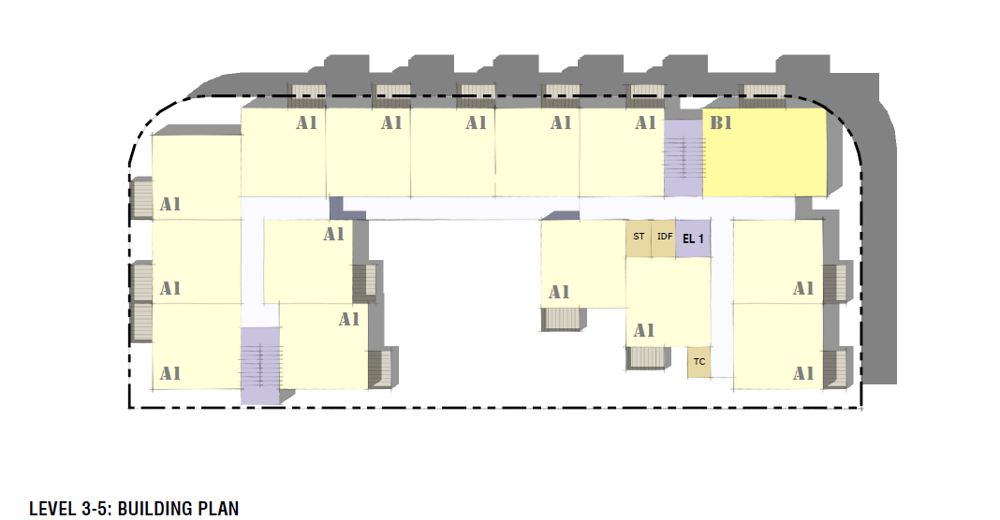 A1 A1 A1 A1 A1 B1
A1
A1 ST IDF EL 1
A1 A1 A1
A1 A1
TC
A1 A1
LEVEL 3-5: BUILDING PLAN